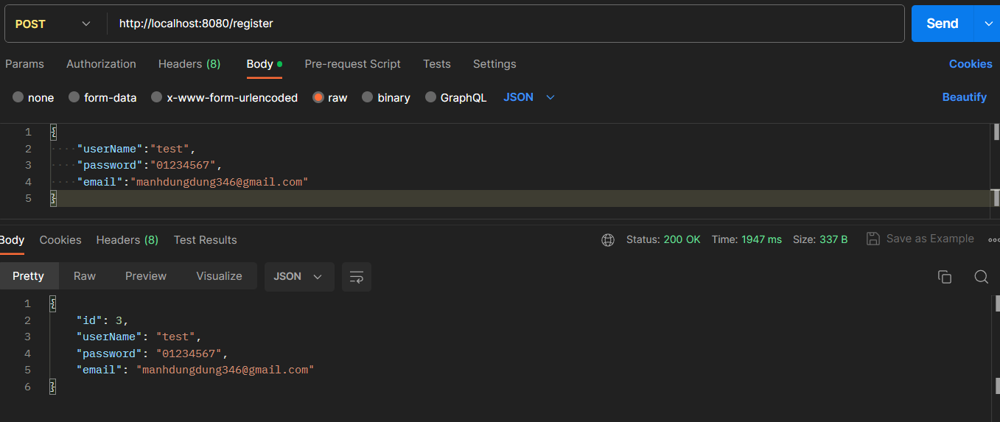 POST http://localhost:8080/register Send
Params Authorization Headers (8) Body Pre-request Script Tests Settings Cookies
none form-data x-www-form-urlencoded raw binary GraphQL JSON Beautify
1 {
2 "userName":"test",
3 "password":"01234567",
4 "email":"manhdungdung346@gmail.com"
5 }
Body Cookies Headers (8) Test Results Status: 200 OK Time: 1947 ms Size: 337 B Save as Example
Pretty Raw Preview Visualize JSON
1 {
2 "id": 3,
3 "userName": "test",
4 "password": "01234567",
5 "email": "manhdungdung346@gmail.com"
6 }